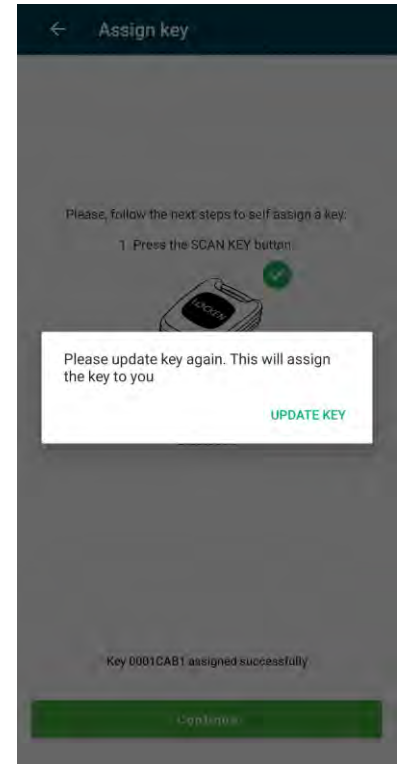 Assign key
Please, follow the next steps to self assign a key:
1. Press the SCAN KEY button.
LOCKEN
Please update key again. This will assign
the key to you
UPDATE KEY
Key 0001CAB1 assigned successfully
Continue